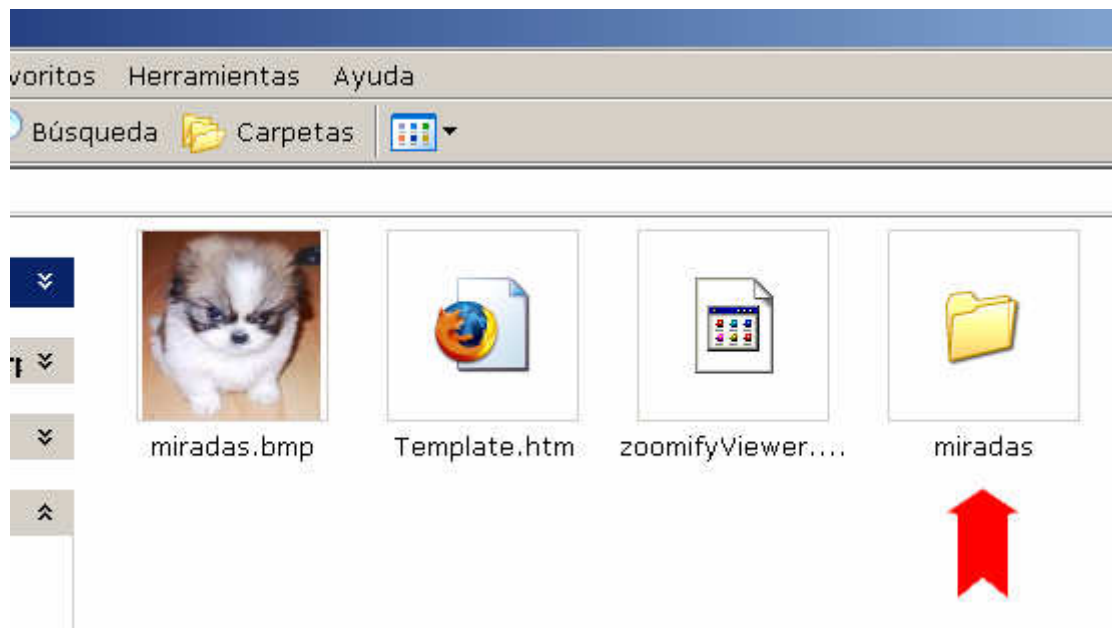 voritos Herramientas Ayuda
Búsqueda Carpetas
miradas.bmp Template.htm zoomifyViewer.... miradas